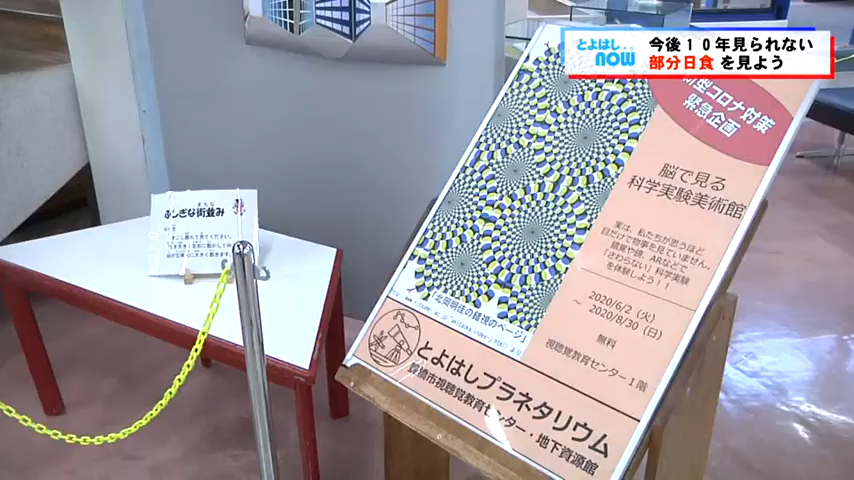 とよはし
NOW
今後10年見られない
部分日食 を見よう
新型コロナ対策
緊急企画
脳で見る
科学実験美術館
実は、私たちが思うほど
目だけで物事を見ていません。
錯覚や鏡、ARなどで
「さわらない」科学実験
を体験しよう！！
2020/6/2（火）
～ 2020/8/30（日）
無料
視聴覚教育センター1階
「北岡明佳の錯視のページ」
とよはしプラネタリウム
豊橋市視聴覚教育センター・地下資源館
まちな
ふしぎな街並み